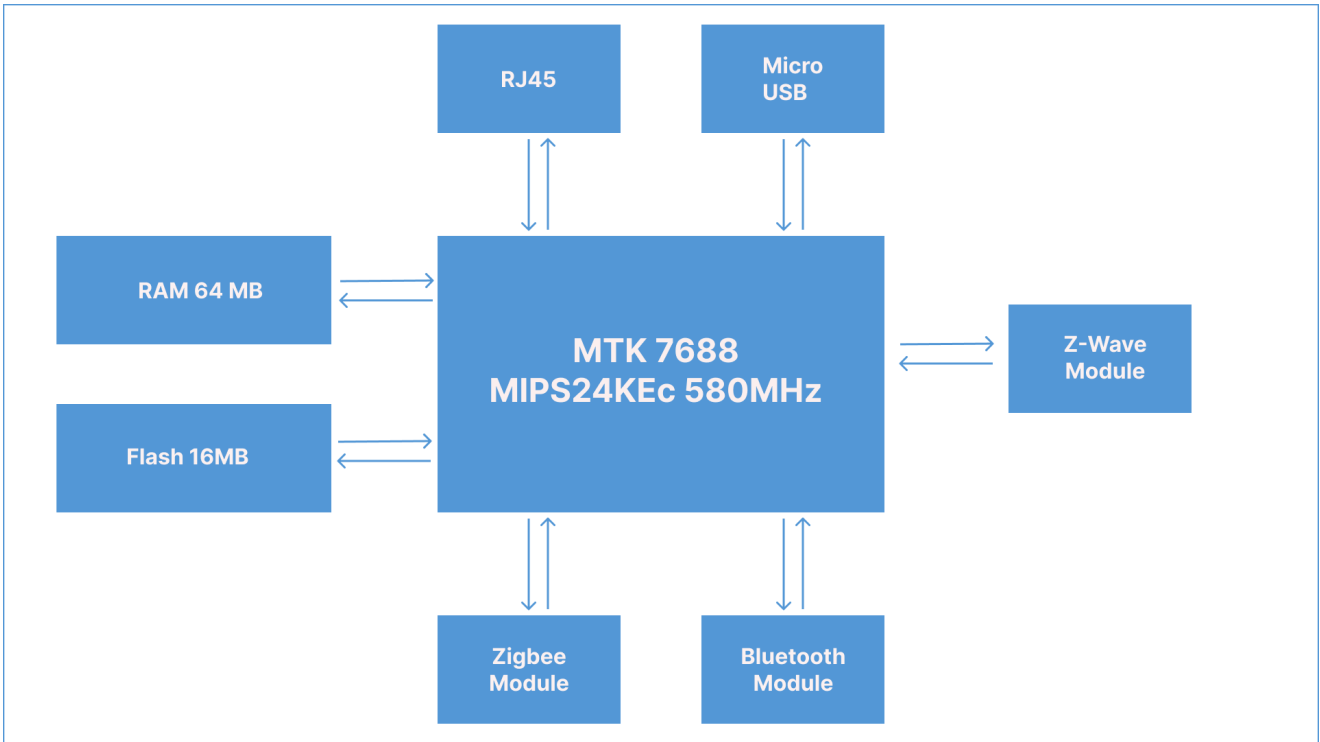 RJ45
Micro
USB
RAM 64 MB
MTK 7688
MIPS24KEc 580MHz
Z-Wave
Module
Flash 16MB
Zigbee
Module
Bluetooth
Module